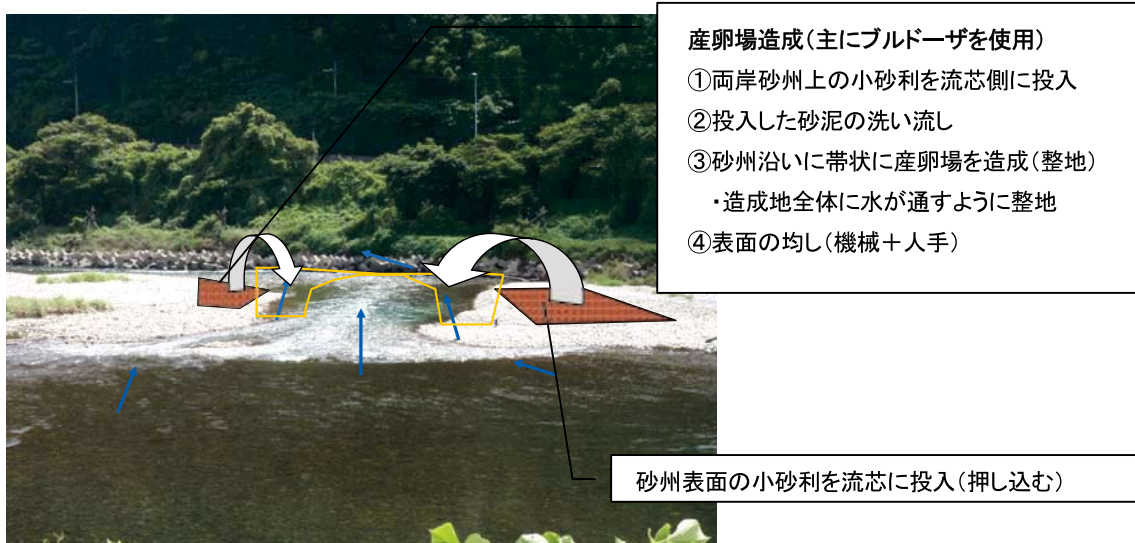 産卵場造成（主にブルドーザを使用）
①両岸砂州上の小砂利を流芯側に投入
②投入した砂泥の洗い流し
③砂州沿いに帯状に産卵場を造成（整地）
・造成地全体に水が通すように整地
④表面の均し（機械＋人手）
砂州表面の小砂利を流芯に投入（押し込む）